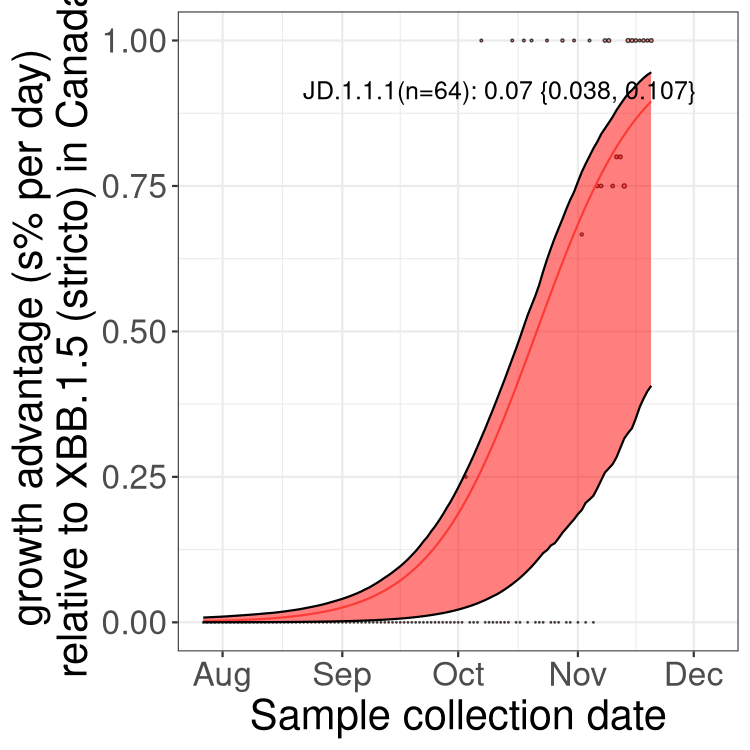 growth advantage (s% per day)
relative to XBB.1.5 (stricto) in Canada
1.00
0.75
0.50
0.25
0.00
JD.1.1.1(n=64): 0.07 {0.038, 0.107}
Aug Sep Oct Nov Dec
Sample collection date